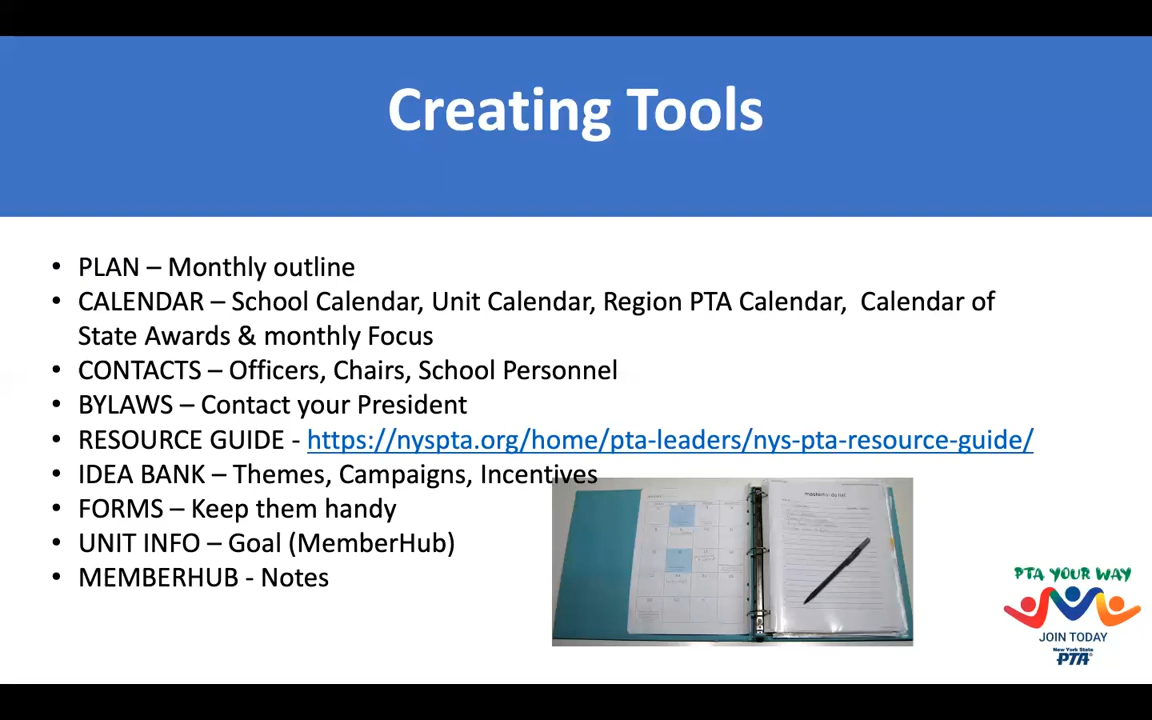 Creating Tools
• PLAN – Monthly outline
• CALENDAR – School Calendar, Unit Calendar, Region PTA Calendar,  Calendar of
State Awards & monthly Focus
• CONTACTS – Officers, Chairs, School Personnel
• BYLAWS – Contact your President
• RESOURCE GUIDE - https://nyspta.org/home/pta-leaders/nys-pta-resource-guide/
• IDEA BANK – Themes, Campaigns, Incentives
• FORMS – Keep them handy
• UNIT INFO – Goal (MemberHub)
• MEMBERHUB - Notes
PTA YOUR WAY
JOIN TODAY
New York State
PTA®